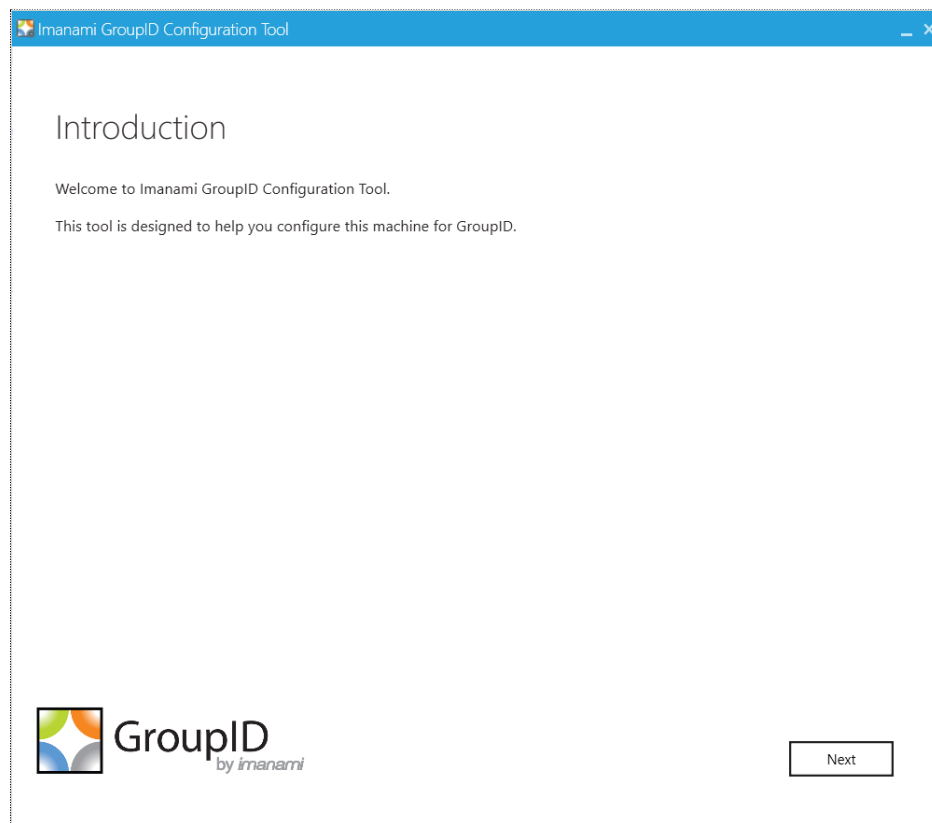 Imanami GroupID Configuration Tool
Introduction
Welcome to Imanami GroupID Configuration Tool.
This tool is designed to help you configure this machine for GroupID.
GroupID
by imanami
Next